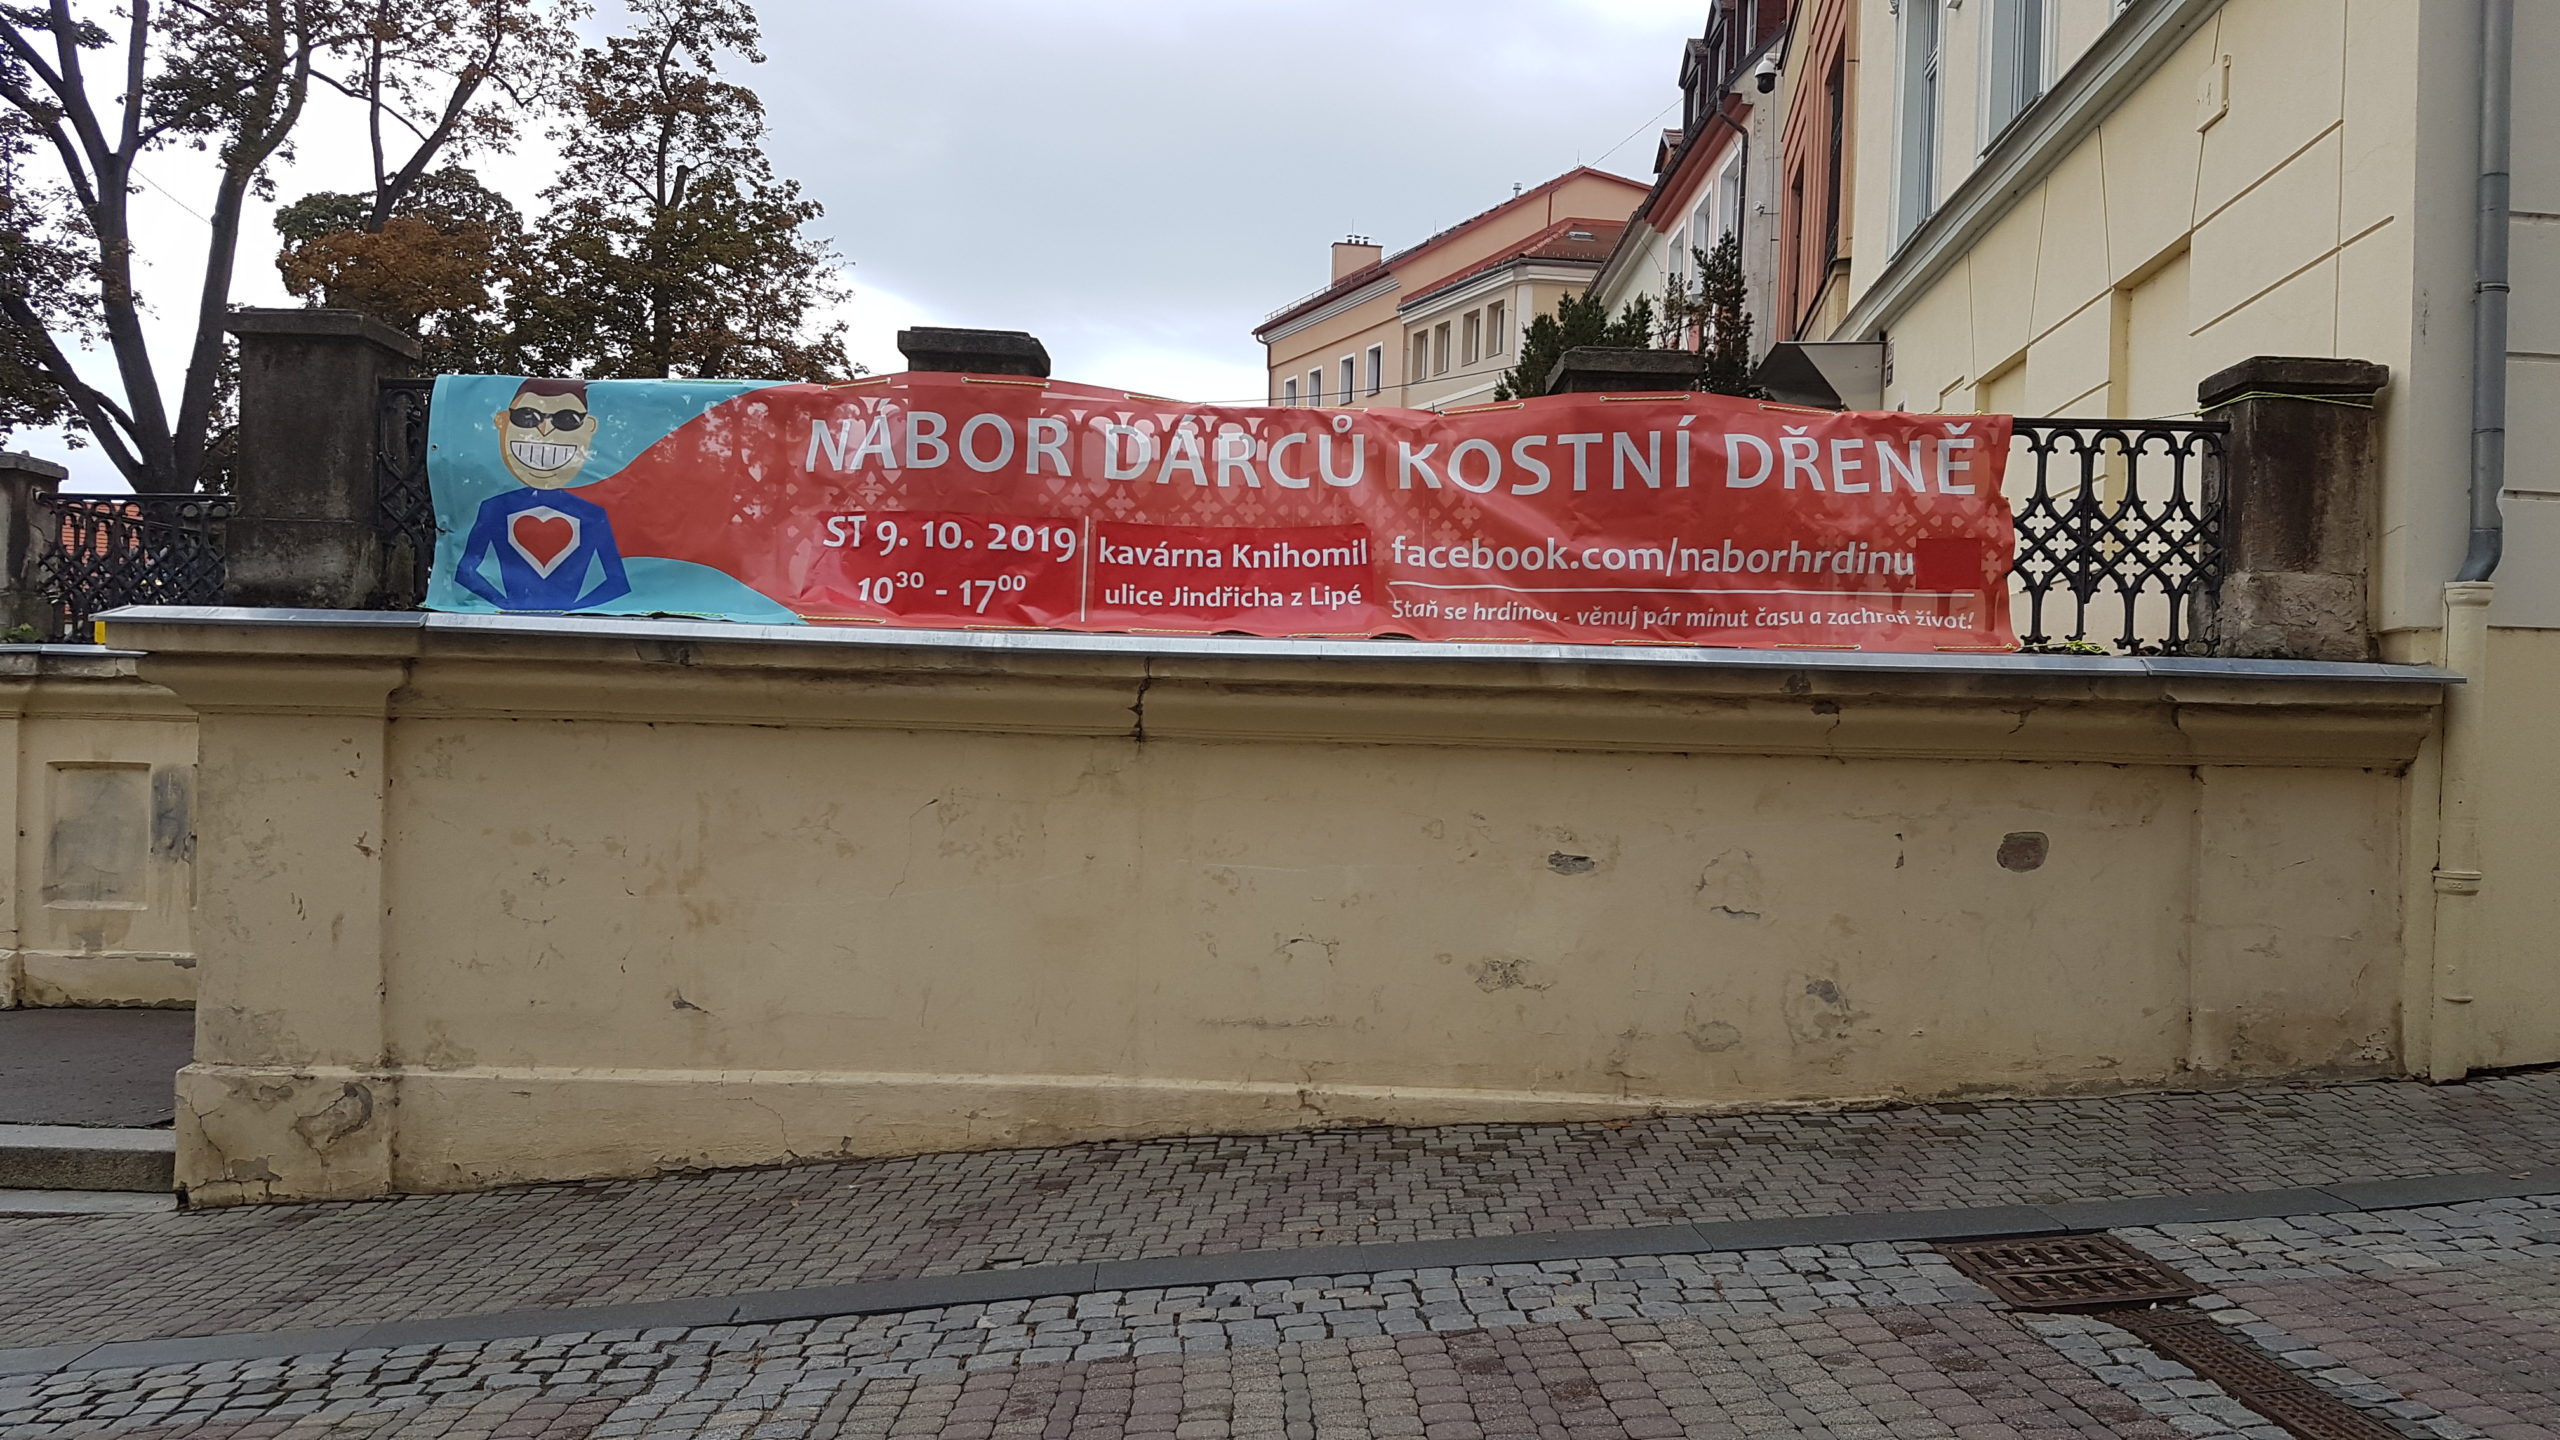 NÁBOR DÁRCŮ KOSTNÍ DŘENĚ
ST 9. 10. 2019
10³⁰ - 17⁰⁰
kavárna Knihomil
ulice Jindřicha z Lipé
facebook.com/naborhrdinu
Staň se hrdinou - věnuj pár minut času a zachraň život!